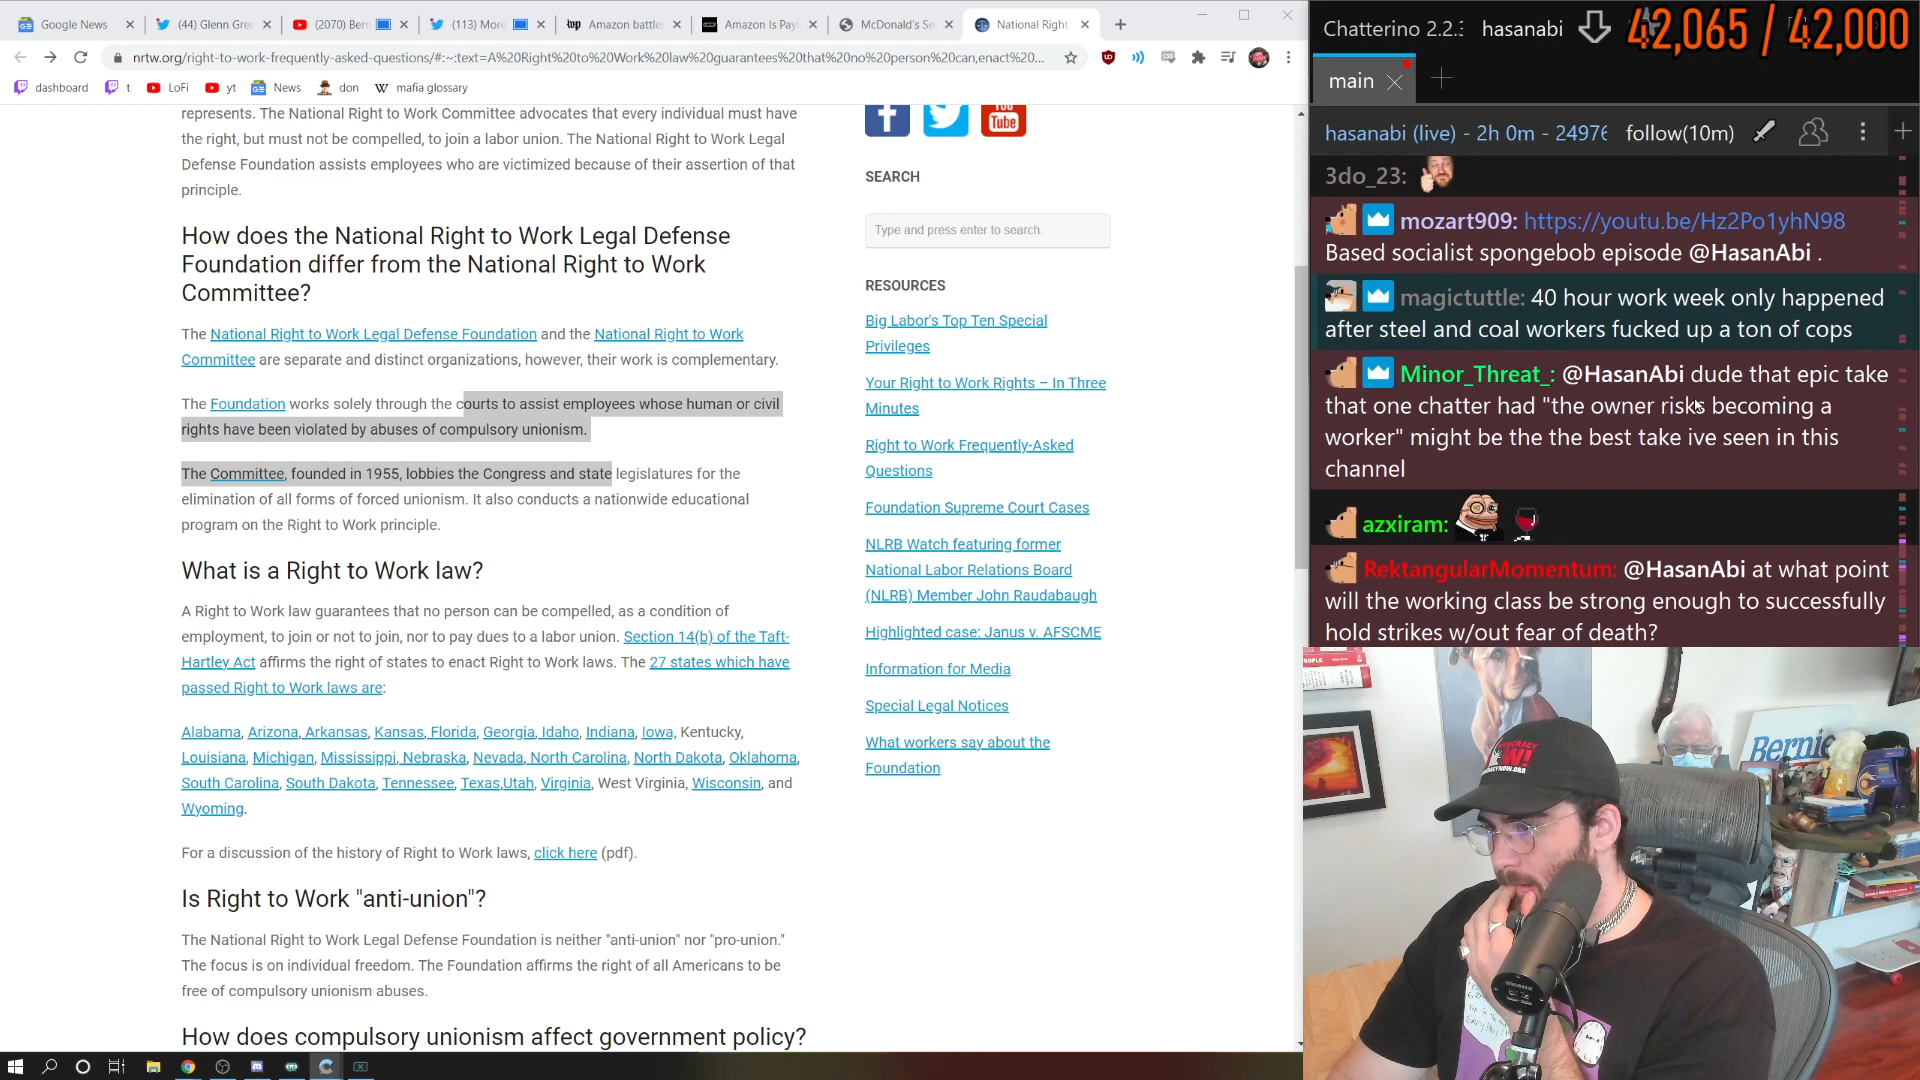 Google News
(44) Glenn Gre
(2070) Ber
(113) More
Amazon battle
Amazon Is Pay
McDonald's Se
National Right
nrtw.org/right-to-work-frequently-asked-questions/#:~:text=A%20Right%20to%20Work%20law%20guarantees%20that%20no%20person%20can,enact%20...
dashboard
t
LoFi
yt
News
don
mafia glossary
represents. The National Right to Work Committee advocates that every individual must have
the right, but must not be compelled, to join a labor union. The National Right to Work Legal
Defense Foundation assists employees who are victimized because of their assertion of that
principle.
How does the National Right to Work Legal Defense
Foundation differ from the National Right to Work
Committee?
The National Right to Work Legal Defense Foundation and the National Right to Work
Committee are separate and distinct organizations, however, their work is complementary.
The Foundation works solely through the courts to assist employees whose human or civil
rights have been violated by abuses of compulsory unionism.
The Committee, founded in 1955, lobbies the Congress and state legislatures for the
elimination of all forms of forced unionism. It also conducts a nationwide educational
program on the Right to Work principle.
What is a Right to Work law?
A Right to Work law guarantees that no person can be compelled, as a condition of
employment, to join or not to join, nor to pay dues to a labor union. Section 14(b) of the Taft-
Hartley Act affirms the right of states to enact Right to Work laws. The 27 states which have
passed Right to Work laws are:
Alabama, Arizona, Arkansas, Kansas, Florida, Georgia, Idaho, Indiana, Iowa, Kentucky,
Louisiana, Michigan, Mississippi, Nebraska, Nevada, North Carolina, North Dakota, Oklahoma,
South Carolina, South Dakota, Tennessee, Texas,Utah, Virginia, West Virginia, Wisconsin, and
Wyoming.
For a discussion of the history of Right to Work laws, click here (pdf).
Is Right to Work "anti-union"?
The National Right to Work Legal Defense Foundation is neither "anti-union" nor "pro-union."
The focus is on individual freedom. The Foundation affirms the right of all Americans to be
free of compulsory unionism abuses.
How does compulsory unionism affect government policy?
You
Tube
SEARCH
Type and press enter to search.
RESOURCES
Big Labor's Top Ten Special
Privileges
Your Right to Work Rights – In Three
Minutes
Right to Work Frequently-Asked
Questions
Foundation Supreme Court Cases
NLRB Watch featuring former
National Labor Relations Board
(NLRB) Member John Raudabaugh
Highlighted case: Janus v. AFSCME
Information for Media
Special Legal Notices
What workers say about the
Foundation
Chatterino 2.2.
hasanabi
42,065 / 42,000
main
hasanabi (live) - 2h 0m - 24976
follow(10m)
3do_23:
mozart909: https://youtu.be/Hz2Po1yhN98
Based socialist spongebob episode @HasanAbi .
magictuttle: 40 hour work week only happened
after steel and coal workers fucked up a ton of cops
Minor_Threat_: @HasanAbi dude that epic take
that one chatter had "the owner risks becoming a
worker" might be the the best take ive seen in this
channel
azxiram:
RektangularMomentum: @HasanAbi at what point
will the working class be strong enough to successfully
hold strikes w/out fear of death?
Bernie